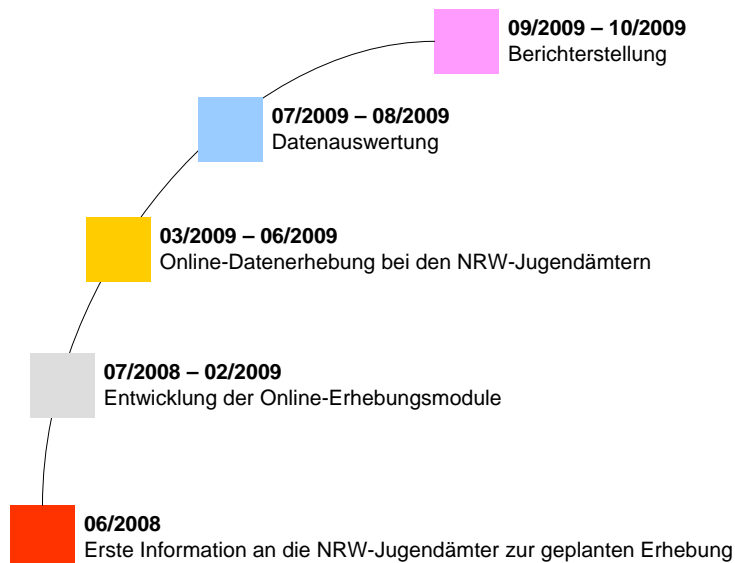 09/2009 – 10/2009
Berichterstellung
07/2009 – 08/2009
Datenauswertung
03/2009 – 06/2009
Online-Datenerhebung bei den NRW-Jugendämtern
07/2008 – 02/2009
Entwicklung der Online-Erhebungsmodule
06/2008
Erste Information an die NRW-Jugendämter zur geplanten Erhebung